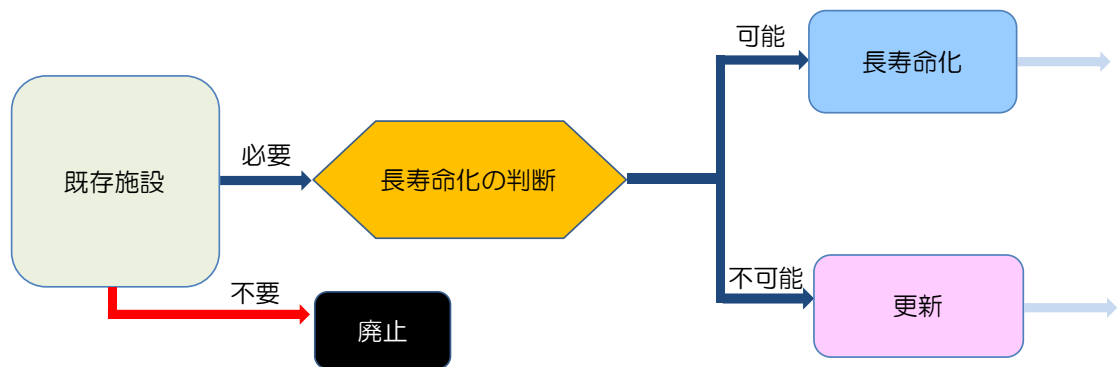 可能
長寿命化
既存施設
必要
長寿命化の判断
不要
廃止
不可能
更新